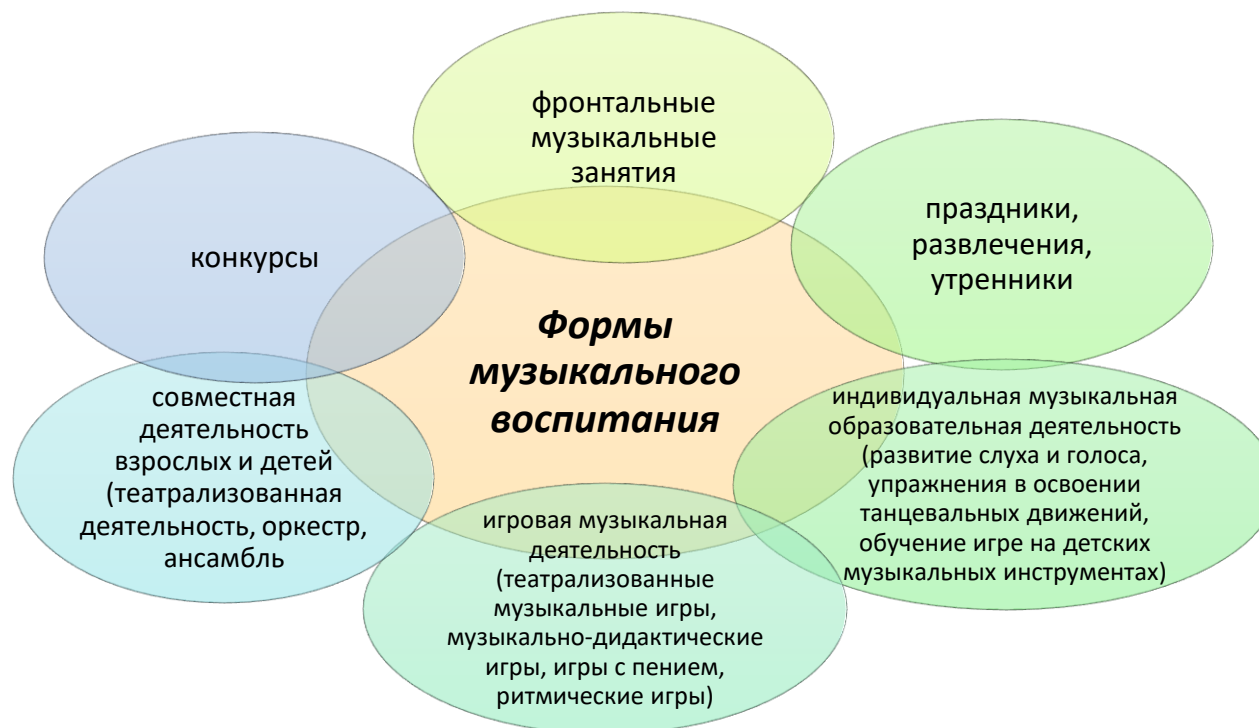 фронтальные
музыкальные
занятия
праздники,
развлечения,
утренники
конкурсы
Формы
музыкального
воспитания
индивидуальная музыкальная
образовательная деятельность
(развитие слуха и голоса,
упражнения в освоении
танцевальных движений,
обучение игре на детских
музыкальных инструментах)
совместная
деятельность
взрослых и детей
(театрализованная
деятельность, оркестр,
ансамбль
игровая музыкальная
деятельность
(театрализованные
музыкальные игры,
музыкально-дидактические
игры, игры с пением,
ритмические игры)